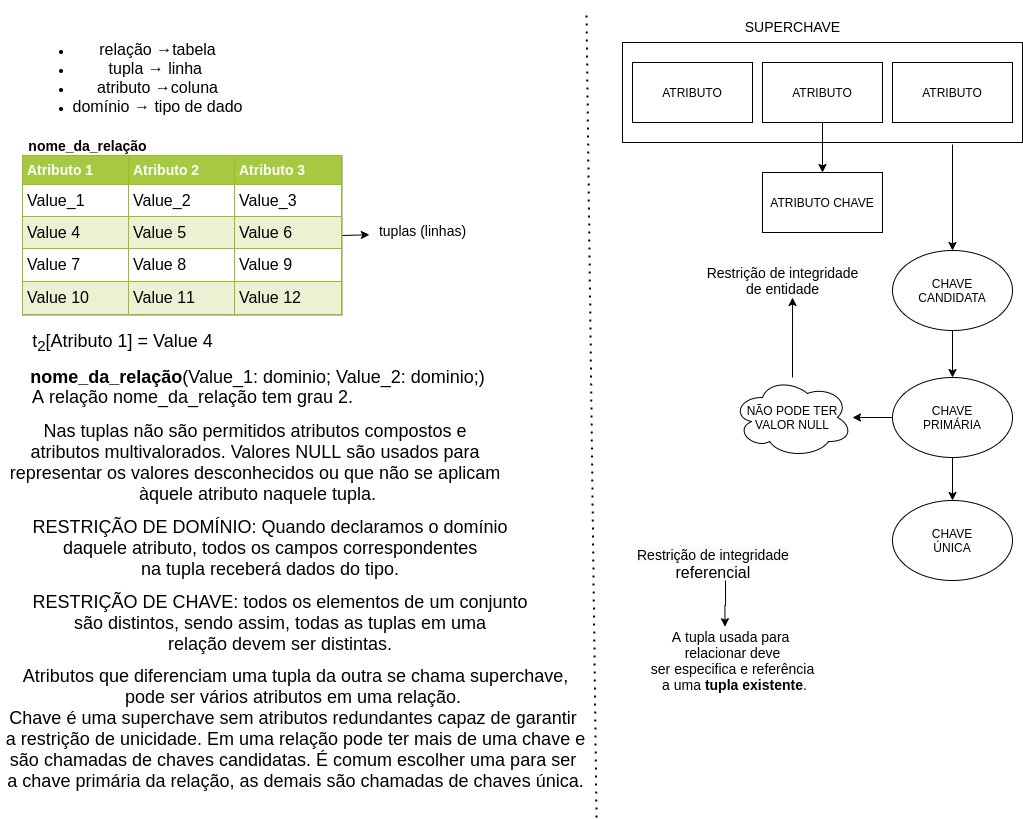 relação →tabela
tupla → linha
atributo →coluna
domínio → tipo de dado
nome_da_relação
Atributo 1 Atributo 2 Atributo 3
Value_1 Value_2 Value_3
Value 4 Value 5 Value 6
Value 7 Value 8 Value 9
Value 10 Value 11 Value 12
tuplas (linhas)
t2[Atributo 1] = Value 4
nome_da_relação(Value_1: dominio; Value_2: dominio;)
A relação nome_da_relação tem grau 2.
Nas tuplas não são permitidos atributos compostos e
atributos multivalorados. Valores NULL são usados para
representar os valores desconhecidos ou que não se aplicam
àquele atributo naquele tupla.
RESTRIÇÃO DE DOMÍNIO: Quando declaramos o domínio
daquele atributo, todos os campos correspondentes
na tupla receberá dados do tipo.
RESTRIÇÃO DE CHAVE: todos os elementos de um conjunto
são distintos, sendo assim, todas as tuplas em uma
relação devem ser distintas.
Atributos que diferenciam uma tupla da outra se chama superchave,
pode ser vários atributos em uma relação.
Chave é uma superchave sem atributos redundantes capaz de garantir
a restrição de unicidade. Em uma relação pode ter mais de uma chave e
são chamadas de chaves candidatas. É comum escolher uma para ser
a chave primária da relação, as demais são chamadas de chaves única.
SUPERCHAVE
ATRIBUTO ATRIBUTO ATRIBUTO
ATRIBUTO CHAVE
CHAVE
CANDIDATA
Restrição de integridade
de entidade
NÃO PODE TER
VALOR NULL
CHAVE
PRIMÁRIA
CHAVE
ÚNICA
Restrição de integridade
referencial
A tupla usada para
relacionar deve
ser especifica e referência
a uma tupla existente.